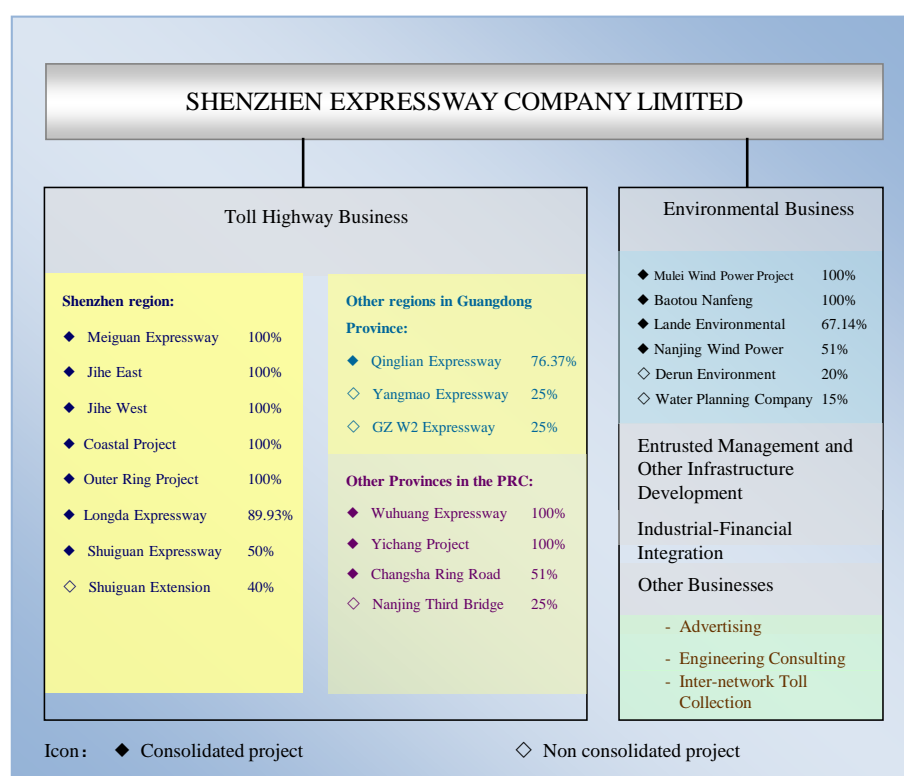 SHENZHEN EXPRESSWAY COMPANY LIMITED
Toll Highway Business
Shenzhen region:
◆ Meiguan Expressway 100%
◆ Jihe East 100%
◆ Jihe West 100%
◆ Coastal Project 100%
◆ Outer Ring Project 100%
◆ Longda Expressway 89.93%
◆ Shuiguan Expressway 50%
◇ Shuiguan Extension 40%
Other regions in Guangdong
Province:
◆ Qinglian Expressway 76.37%
◇ Yangmao Expressway 25%
◇ GZ W2 Expressway 25%
Other Provinces in the PRC:
◆ Wuhuang Expressway 100%
◆ Yichang Project 100%
◆ Changsha Ring Road 51%
◇ Nanjing Third Bridge 25%
Environmental Business
◆ Mulei Wind Power Project 100%
◆ Baotou Nanfeng 100%
◆ Lande Environmental 67.14%
◆ Nanjing Wind Power 51%
◇ Derun Environment 20%
◇ Water Planning Company 15%
Entrusted Management and
Other Infrastructure
Development
Industrial-Financial
Integration
Other Businesses
- Advertising
- Engineering Consulting
- Inter-network Toll
Collection
Icon： ◆ Consolidated project ◇ Non consolidated project